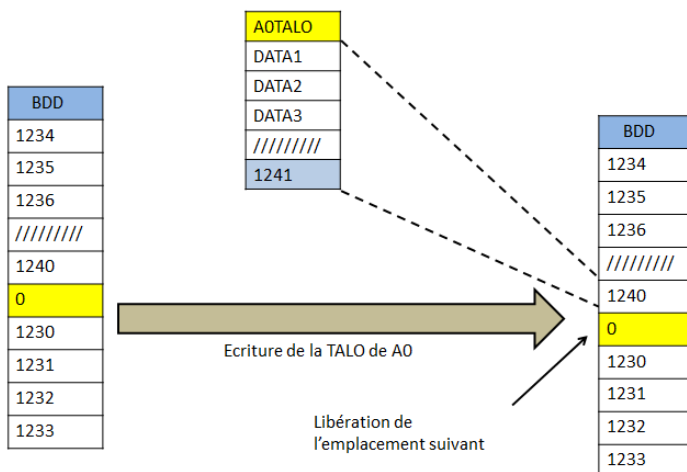 BDD
1234
1235
1236
/////////
1240
0
1230
1231
1232
1233
A0TALO
DATA1
DATA2
DATA3
/////////
1241
Ecriture de la TALO de A0
Libération de
l'emplacement suivant
BDD
1234
1235
1236
/////////
1240
0
1230
1231
1232
1233